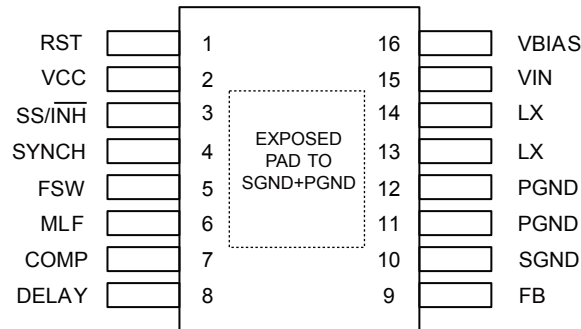 RST 1 16 VBIAS
VCC 2 15 VIN
SS/INH 3 14 LX
SYNCH 4 13 LX
FSW 5 12 PGND
MLF 6 11 PGND
COMP 7 10 SGND
DELAY 8 9 FB
EXPOSED
PAD TO
SGND+PGND